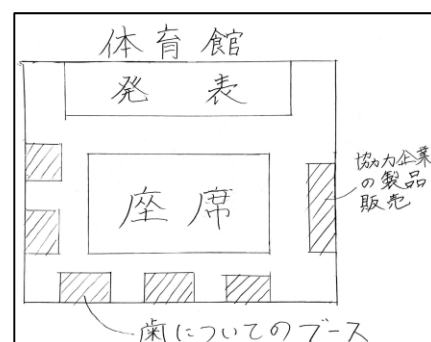 体育館
発表
協力企業
の製品
販売
座席
歯についてのブース